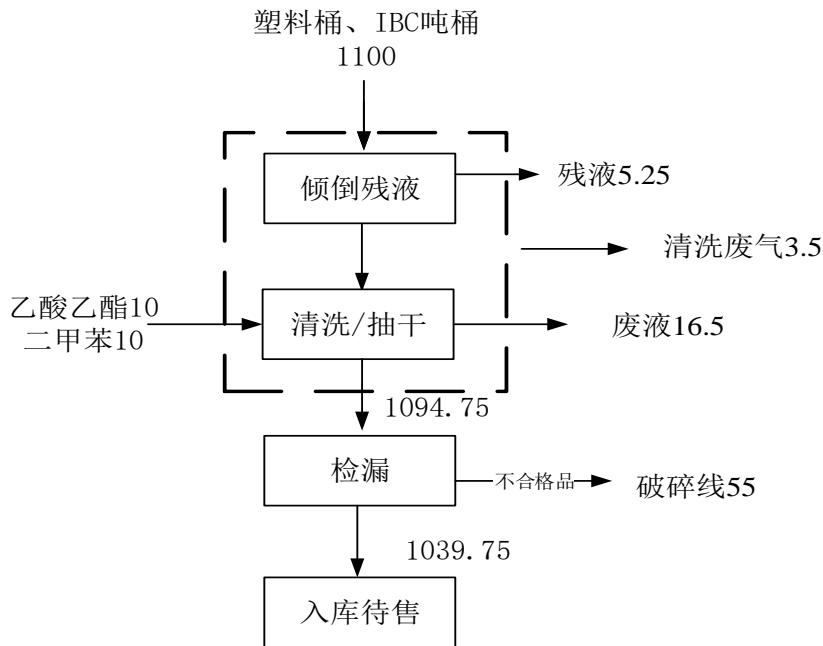 塑料桶、IBC吨桶
1100
倾倒残液
残液5.25
清洗废气3.5
乙酸乙酯10
二甲苯10
清洗/抽干
废液16.5
1094.75
检漏
不合格品
破碎线55
1039.75
入库待售